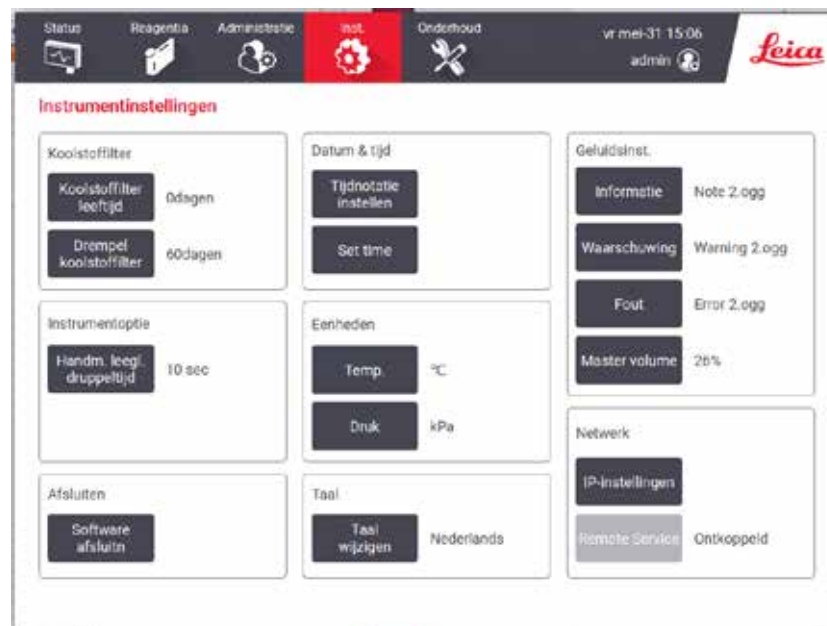 Status Reagentia Administratie Inst. Onderhoud
vr mei-31 15:06
admin
Leica
Instrumentinstellingen
Koolstoffilter
Koolstoffilter
leeftijd
0dagen
Drempel
koolstoffilter
60dagen
Instrumentoptie
Handm. leegl.
druppeltijd
10 sec
Afsluiten
Software
afsluitn
Datum & tijd
Tijdnotatie
instellen
Set time
Eenheden
Temp.
°C
Druk
kPa
Taal
Taal
wijzigen
Nederlands
Geluidsinst.
Informatie
Note 2.ogg
Waarschuwing
Warning 2.ogg
Fout
Error 2.ogg
Master volume
26%
Netwerk
IP-instellingen
Remote Service
Ontkoppeld